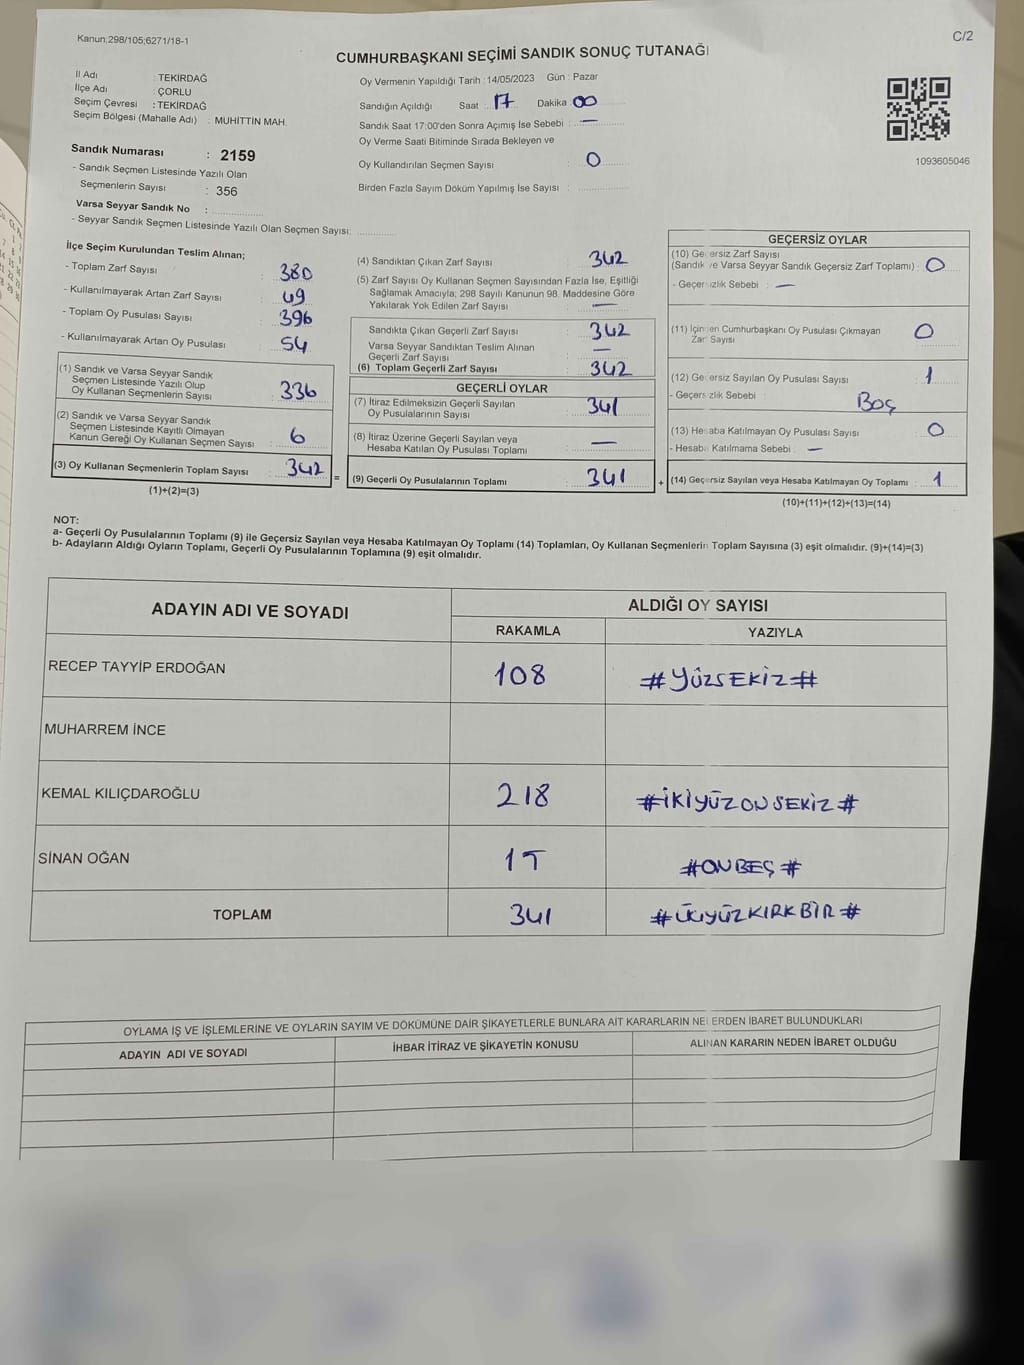 Kanun;298/105;6271/18-1
C/2
CUMHURBAŞKANI SEÇİMİ SANDIK SONUÇ TUTANAĞI
İl Adı : TEKİRDAĞ
İlçe Adı : ÇORLU
Seçim Çevresi : TEKİRDAĞ
Seçim Bölgesi (Mahalle Adı) : MUHİTTİN MAH.
Sandık Numarası : 2159
- Sandık Seçmen Listesinde Yazılı Olan
Seçmenlerin Sayısı : 356
Varsa Seyyar Sandık No :
- Seyyar Sandık Seçmen Listesinde Yazılı Olan Seçmen Sayısı:
Oy Vermenin Yapıldığı Tarih : 14/05/2023 Gün : Pazar
Sandığın Açıldığı Saat : 17 Dakika : 00
Sandık Saat 17:00'den Sonra Açımış İse Sebebi : —
Oy Verme Saati Bitiminde Sırada Bekleyen ve
Oy Kullandırılan Seçmen Sayısı : 0
Birden Fazla Sayım Döküm Yapılmış İse Sayısı :
1093605046
İlçe Seçim Kurulundan Teslim Alınan;
- Toplam Zarf Sayısı : 380
- Kullanılmayarak Artan Zarf Sayısı : 49
- Toplam Oy Pusulası Sayısı : 396
- Kullanılmayarak Artan Oy Pusulası : 54
(1) Sandık ve Varsa Seyyar Sandık
Seçmen Listesinde Yazılı Olup
Oy Kullanan Seçmenlerin Sayısı : 336
(2) Sandık ve Varsa Seyyar Sandık
Seçmen Listesinde Kayıtlı Olmayan
Kanun Gereği Oy Kullanan Seçmen Sayısı : 6
(3) Oy Kullanan Seçmenlerin Toplam Sayısı : 342
(1)+(2)=(3)
=
(4) Sandıktan Çıkan Zarf Sayısı : 342
(5) Zarf Sayısı Oy Kullanan Seçmen Sayısından Fazla İse, Eşitliği
Sağlamak Amacıyla; 298 Sayılı Kanunun 98. Maddesine Göre
Yakılarak Yok Edilen Zarf Sayısı : —
Sandıkta Çıkan Geçerli Zarf Sayısı : 342
Varsa Seyyar Sandıktan Teslim Alınan
Geçerli Zarf Sayısı : —
(6) Toplam Geçerli Zarf Sayısı : 342
GEÇERLİ OYLAR
(7) İtiraz Edilmeksizin Geçerli Sayılan
Oy Pusulalarının Sayısı : 341
(8) İtiraz Üzerine Geçerli Sayılan veya
Hesaba Katılan Oy Pusulası Toplamı : —
(9) Geçerli Oy Pusulalarının Toplamı : 341
+
GEÇERSİZ OYLAR
(10) Geçersiz Zarf Sayısı
(Sandık ve Varsa Seyyar Sandık Geçersiz Zarf Toplamı) : 0
- Geçersizlik Sebebi : —
(11) İçinden Cumhurbaşkanı Oy Pusulası Çıkmayan
Zarf Sayısı : 0
(12) Geçersiz Sayılan Oy Pusulası Sayısı : 1
- Geçersizlik Sebebi : Boş
(13) Hesaba Katılmayan Oy Pusulası Sayısı : 0
- Hesaba Katılmama Sebebi : —
(14) Geçersiz Sayılan veya Hesaba Katılmayan Oy Toplamı : 1
(10)+(11)+(12)+(13)=(14)
NOT:
a- Geçerli Oy Pusulalarının Toplamı (9) ile Geçersiz Sayılan veya Hesaba Katılmayan Oy Toplamı (14) Toplamları, Oy Kullanan Seçmenlerin Toplam Sayısına (3) eşit olmalıdır. (9)+(14)=(3)
b- Adayların Aldığı Oyların Toplamı, Geçerli Oy Pusulalarının Toplamına (9) eşit olmalıdır.
ADAYIN ADI VE SOYADI
ALDIĞI OY SAYISI
RAKAMLA YAZIYLA
RECEP TAYYİP ERDOĞAN 108 #YÜZSEKİZ#
MUHARREM İNCE
KEMAL KILIÇDAROĞLU 218 #İKİYÜZONSEKİZ#
SİNAN OĞAN 15 #ONBEŞ#
TOPLAM 341 #ÜÇYÜZKIRKBİR#
OYLAMA İŞ VE İŞLEMLERİNE VE OYLARIN SAYIM VE DÖKÜMÜNE DAİR ŞİKAYETLERLE BUNLARA AİT KARARLARIN NELERDEN İBARET BULUNDUKLARI
ADAYIN ADI VE SOYADI İHBAR İTİRAZ VE ŞİKAYETİN KONUSU ALINAN KARARIN NEDEN İBARET OLDUĞU